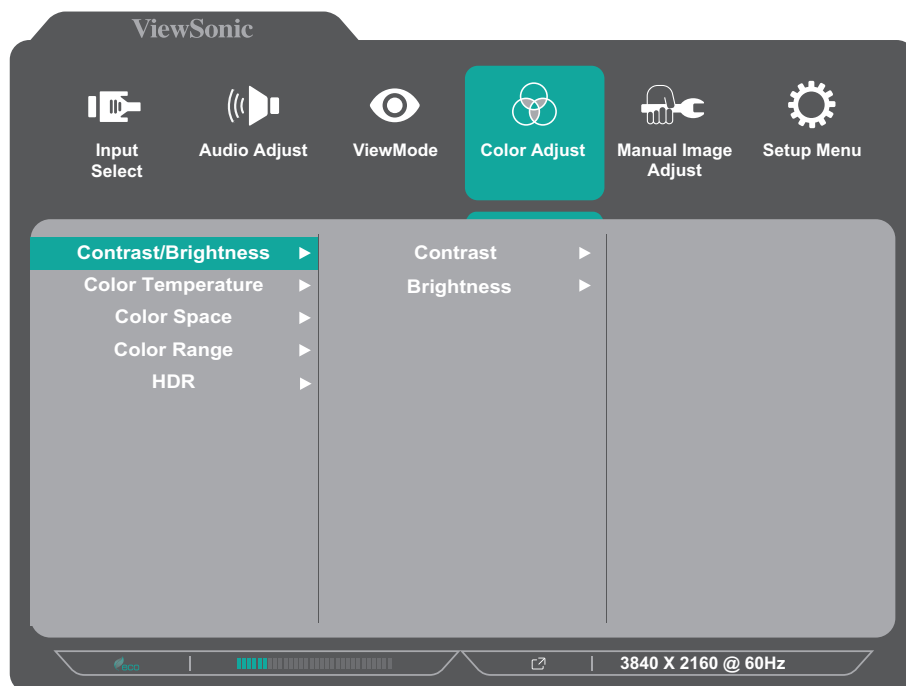 ViewSonic
Input Select
Audio Adjust
ViewMode
Color Adjust
Manual Image Adjust
Setup Menu
Contrast/Brightness
Color Temperature
Color Space
Color Range
HDR
Contrast
Brightness
eco
3840 X 2160 @ 60Hz